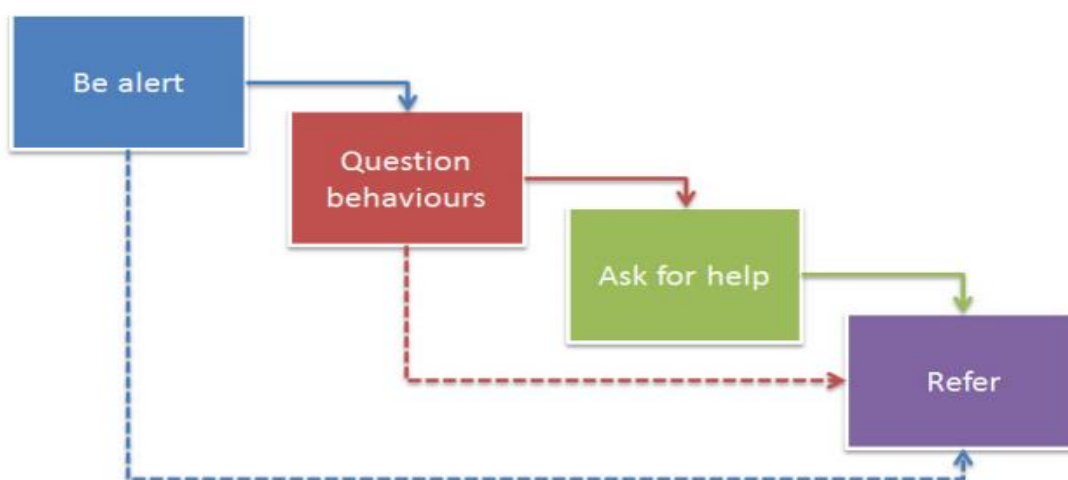 Be alert
Question
behaviours
Ask for help
Refer